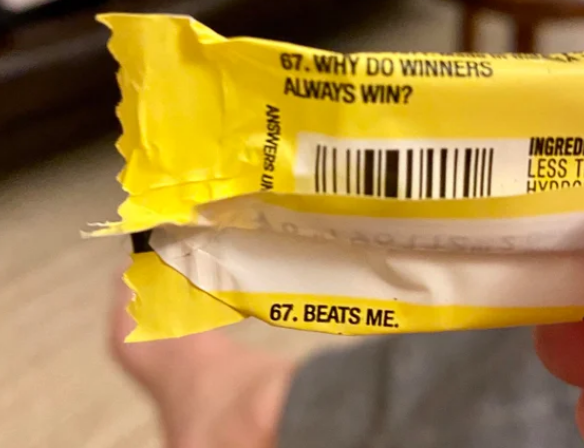 67. WHY DO WINNERS
ALWAYS WIN?
ANSWERS
INGRED
LESS T
67. BEATS ME.